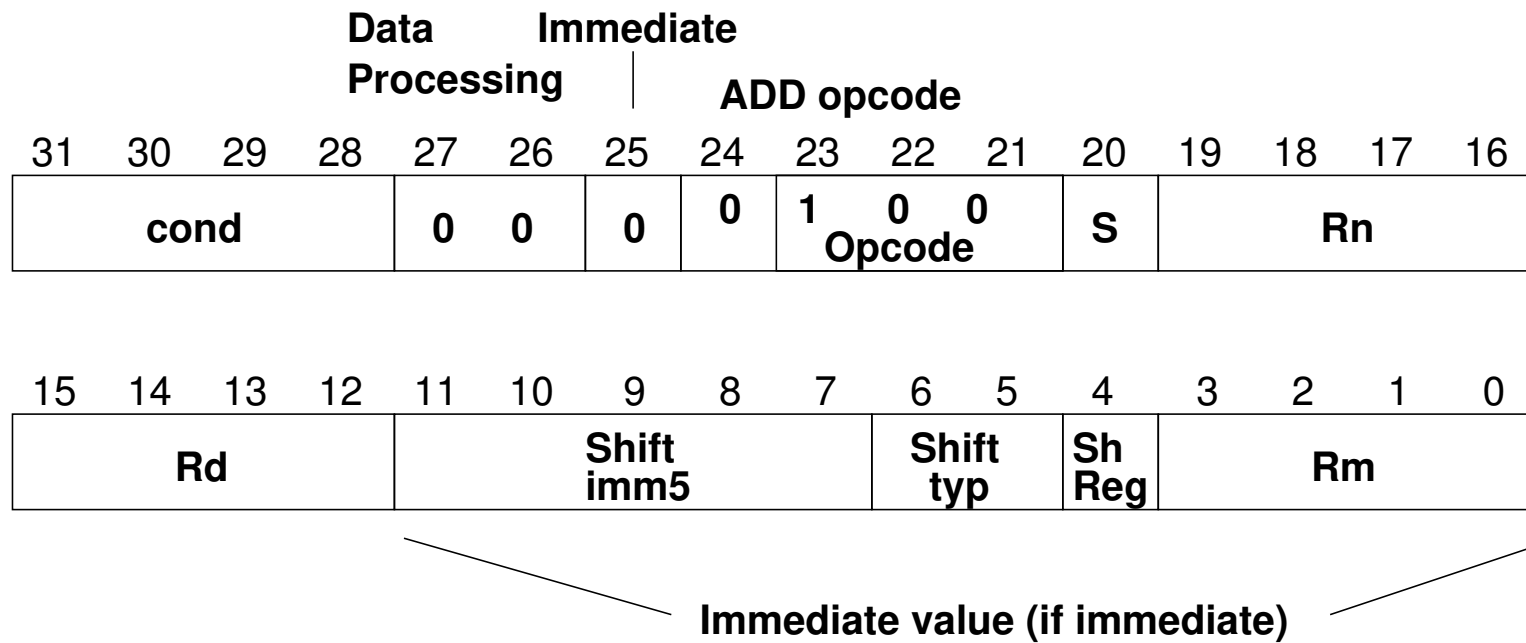 Data Immediate
Processing
ADD opcode
31 30 29 28 27 26 25 24 23 22 21 20 19 18 17 16
cond 0 0 0 0 1 0 0 S Rn
Opcode
15 14 13 12 11 10 9 8 7 6 5 4 3 2 1 0
Rd Shift Shift Sh Rm
imm5 typ Reg
Immediate value (if immediate)